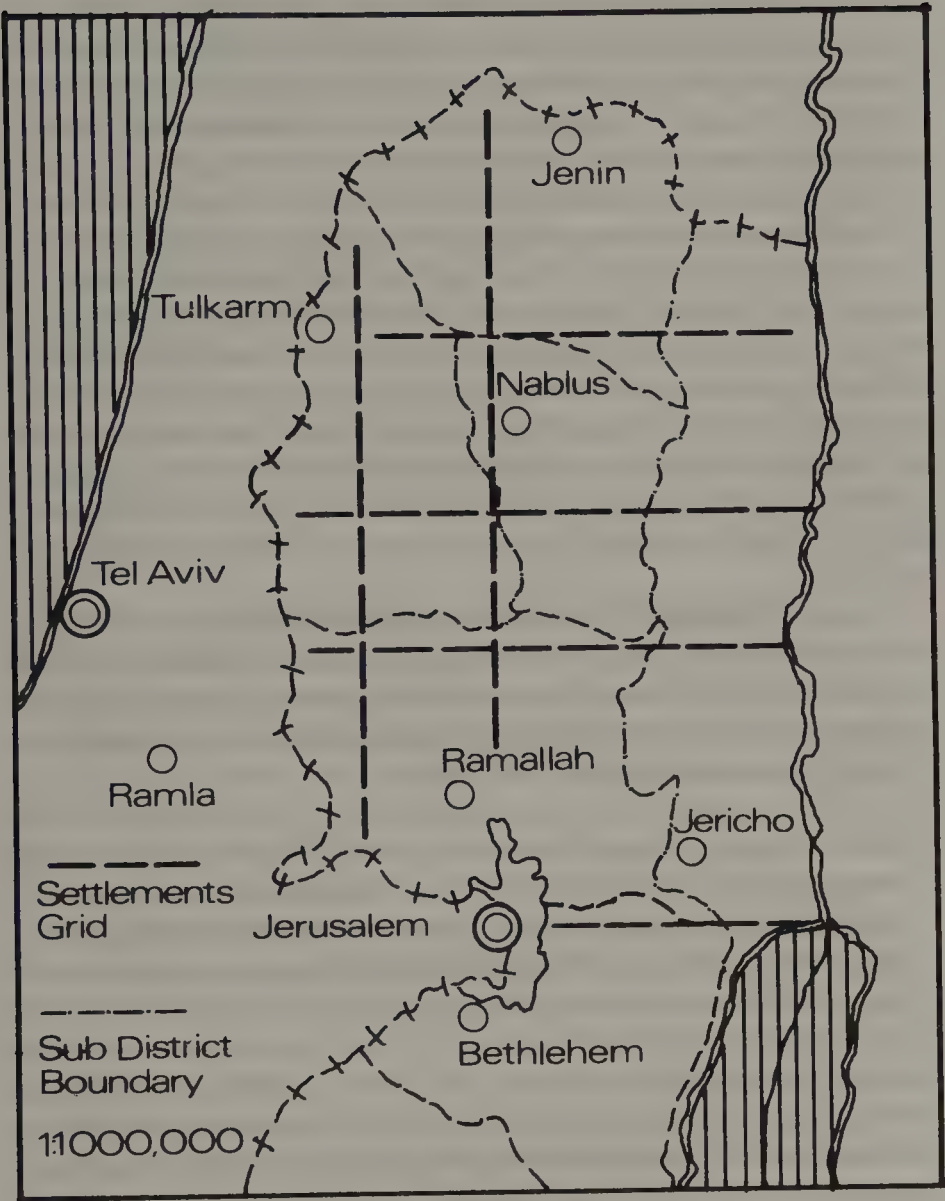 Jenin
Tulkarm
Nablus
Tel Aviv
Ramallah
Ramla
Jericho
Settlements
Grid
Jerusalem
Sub District
Boundary
Bethlehem
1:1000,000